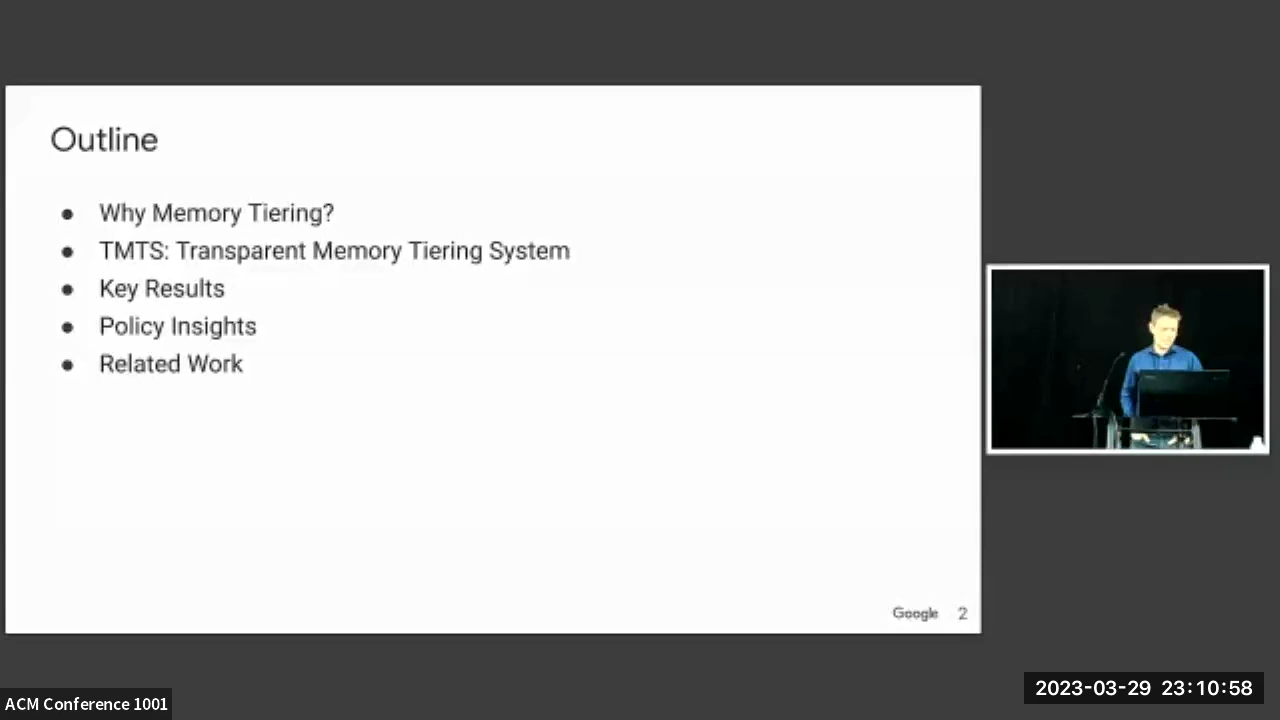 Outline
● Why Memory Tiering?
● TMTS: Transparent Memory Tiering System
● Key Results
● Policy Insights
● Related Work
Google 2
ACM Conference 1001
2023-03-29 23:10:58